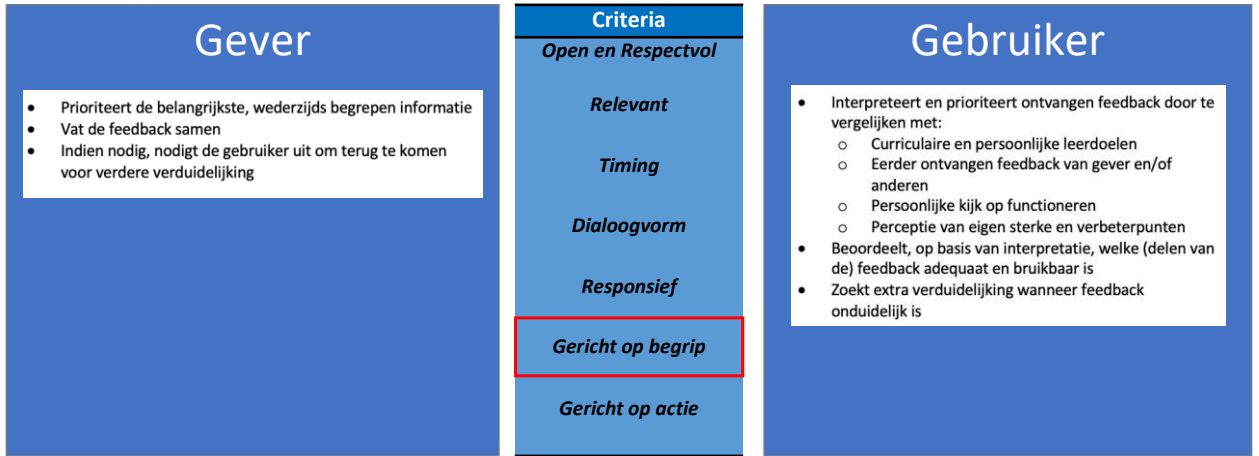 Gever
• Prioriteert de belangrijkste, wederzijds begrepen informatie
• Vat de feedback samen
• Indien nodig, nodigt de gebruiker uit om terug te komen
voor verdere verduidelijking
Criteria
Open en Respectvol
Relevant
Timing
Dialoogvorm
Responsief
Gericht op begrip
Gericht op actie
Gebruiker
• Interpreteert en prioriteert ontvangen feedback door te
vergelijken met:
o Curriculaire en persoonlijke leerdoelen
o Eerder ontvangen feedback van gever en/of
anderen
o Persoonlijke kijk op functioneren
o Perceptie van eigen sterke en verbeterpunten
• Beoordeelt, op basis van interpretatie, welke (delen van
de) feedback adequaat en bruikbaar is
• Zoekt extra verduidelijking wanneer feedback
onduidelijk is